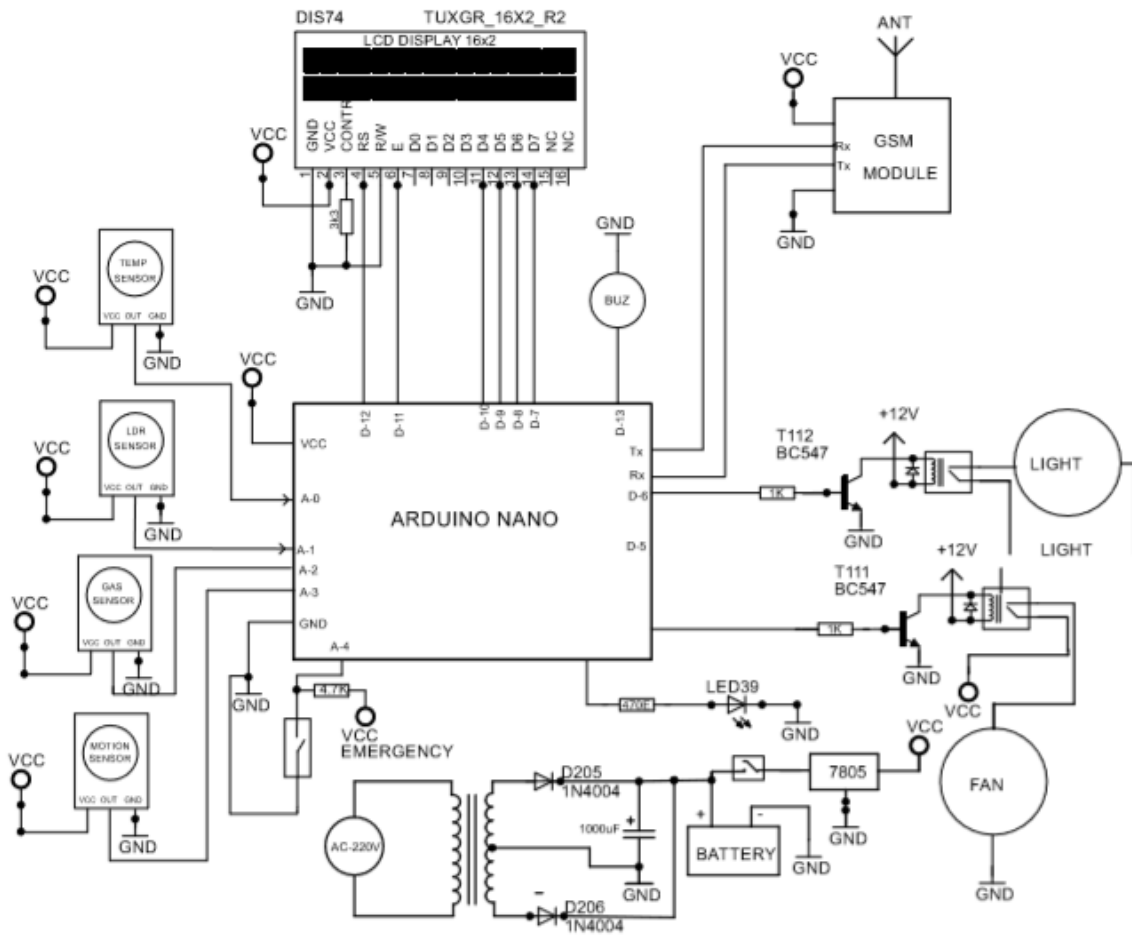 DIS74 TUXGR_16X2_R2
LCD DISPLAY 16x2
GND VCC CONTR RS R/W E D0 D1 D2 D3 D4 D5 D6 D7 NC NC
1 2 3 4 5 6 7 8 9 10 11 12 13 14 15 16
VCC
3k3
GND
ANT
VCC
GSM
MODULE
Rx
Tx
GND
GND
BUZ
TEMP
SENSOR
VCC OUT GND
VCC
GND
VCC
LDR
SENSOR
VCC OUT GND
VCC
GND
GAS
SENSOR
VCC OUT GND
VCC
GND
MOTION
SENSOR
VCC OUT GND
VCC
GND
D-12 D-11 D-10 D-9 D-8 D-7 D-13
VCC
A-0
A-1
A-2
A-3
GND
A-4
ARDUINO NANO
Tx
Rx
D-6
D-5
GND
4.7K
VCC
EMERGENCY
T112
BC547
1K
+12V
GND
LIGHT
LIGHT
T111
BC547
1K
+12V
GND
VCC
FAN
GND
470E
LED39
GND
AC-220V
D205
1N4004
1000uF
+
GND
-
D206
1N4004
+ -
BATTERY
GND
7805
VCC
GND